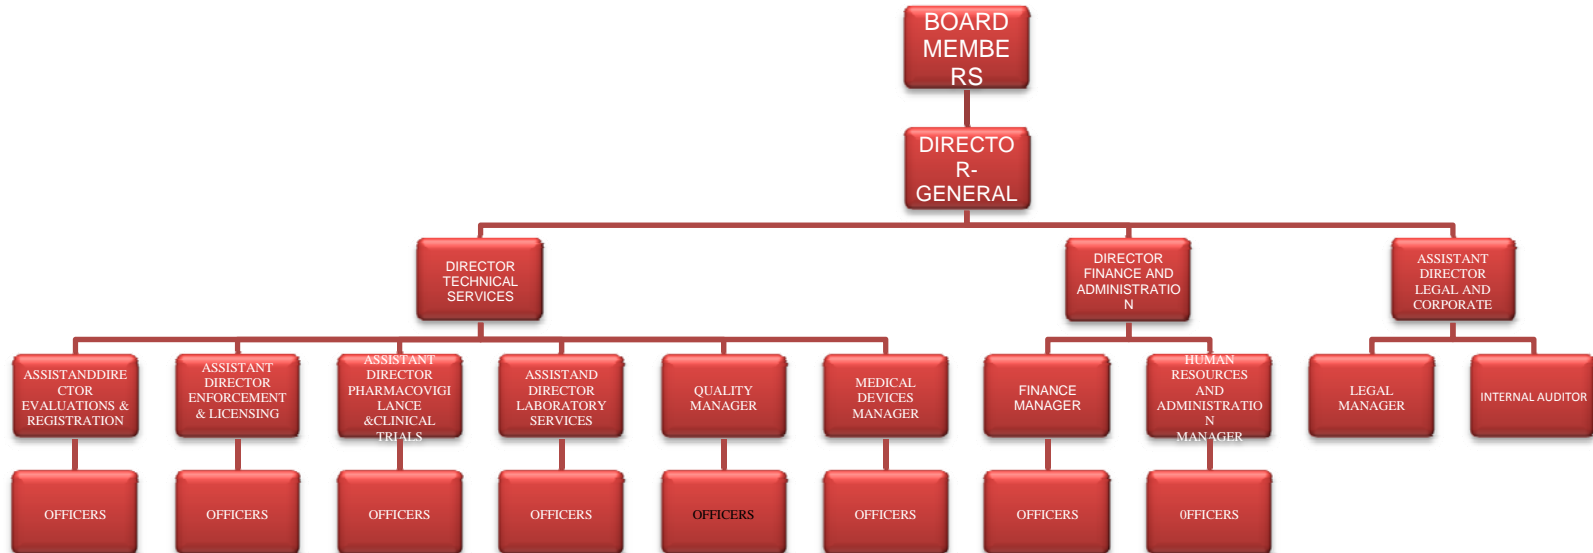 BOARD
MEMBE
RS
DIRECTO
R-
GENERAL
DIRECTOR
TECHNICAL
SERVICES
DIRECTOR
FINANCE AND
ADMINISTRATIO
N
ASSISTANT
DIRECTOR
LEGAL AND
CORPORATE
ASSISTANDDIRE
CTOR
EVALUATIONS &
REGISTRATION
ASSISTANT
DIRECTOR
ENFORCEMENT
& LICENSING
ASSISTANT
DIRECTOR
PHARMACOVIGI
LANCE
&CLINICAL
TRIALS
ASSISTAND
DIRECTOR
LABORATORY
SERVICES
QUALITY
MANAGER
MEDICAL
DEVICES
MANAGER
FINANCE
MANAGER
HUMAN
RESOURCES
AND
ADMINISTRATIO
N
MANAGER
LEGAL
MANAGER
INTERNAL AUDITOR
OFFICERS
OFFICERS
OFFICERS
OFFICERS
OFFICERS
OFFICERS
OFFICERS
0FFICERS